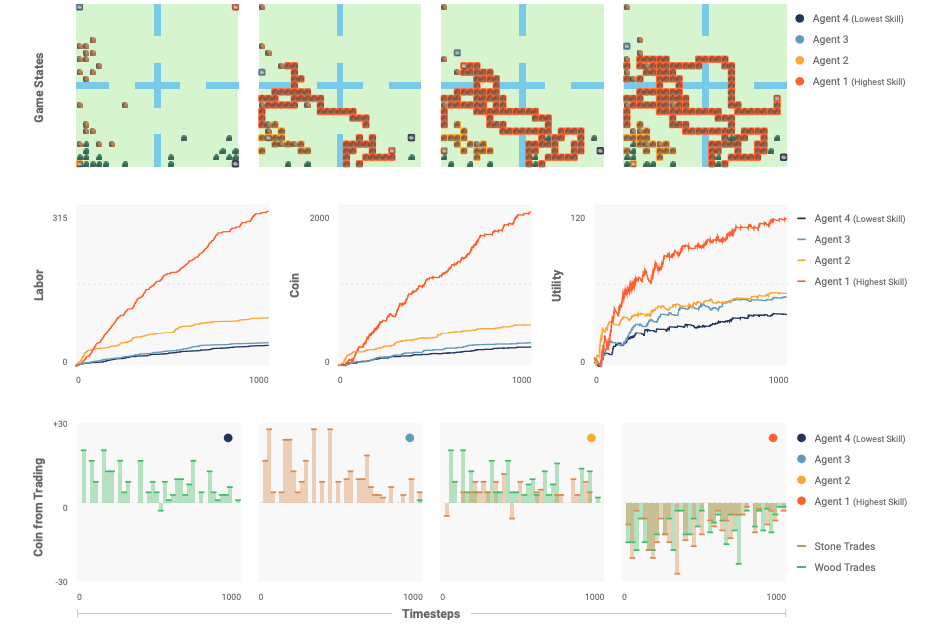 Game States
Agent 4 (Lowest Skill)
Agent 3
Agent 2
Agent 1 (Highest Skill)
Labor
315
0
0
1000
Coin
2000
0
0
1000
Utility
120
0
0
1000
Agent 4 (Lowest Skill)
Agent 3
Agent 2
Agent 1 (Highest Skill)
Coin from Trading
+30
0
-30
0
1000
0
1000
0
1000
0
1000
Agent 4 (Lowest Skill)
Agent 3
Agent 2
Agent 1 (Highest Skill)
Stone Trades
Wood Trades
Timesteps